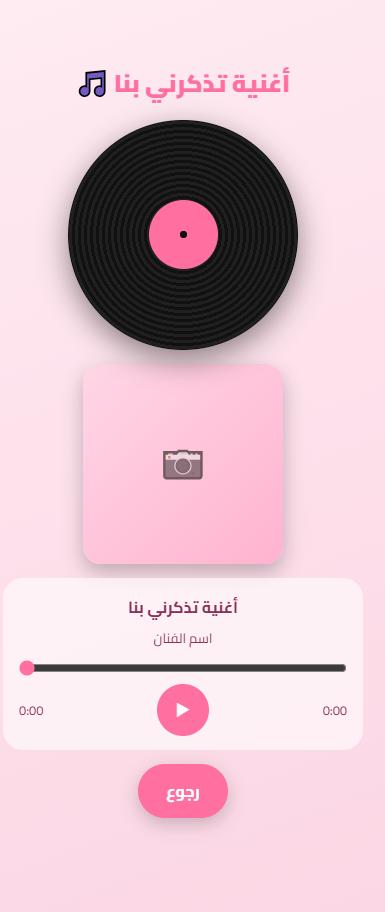 أغنية تذكرني بنا 🎵
أغنية تذكرني بنا
اسم الفنان
0:00 0:00
رجوع